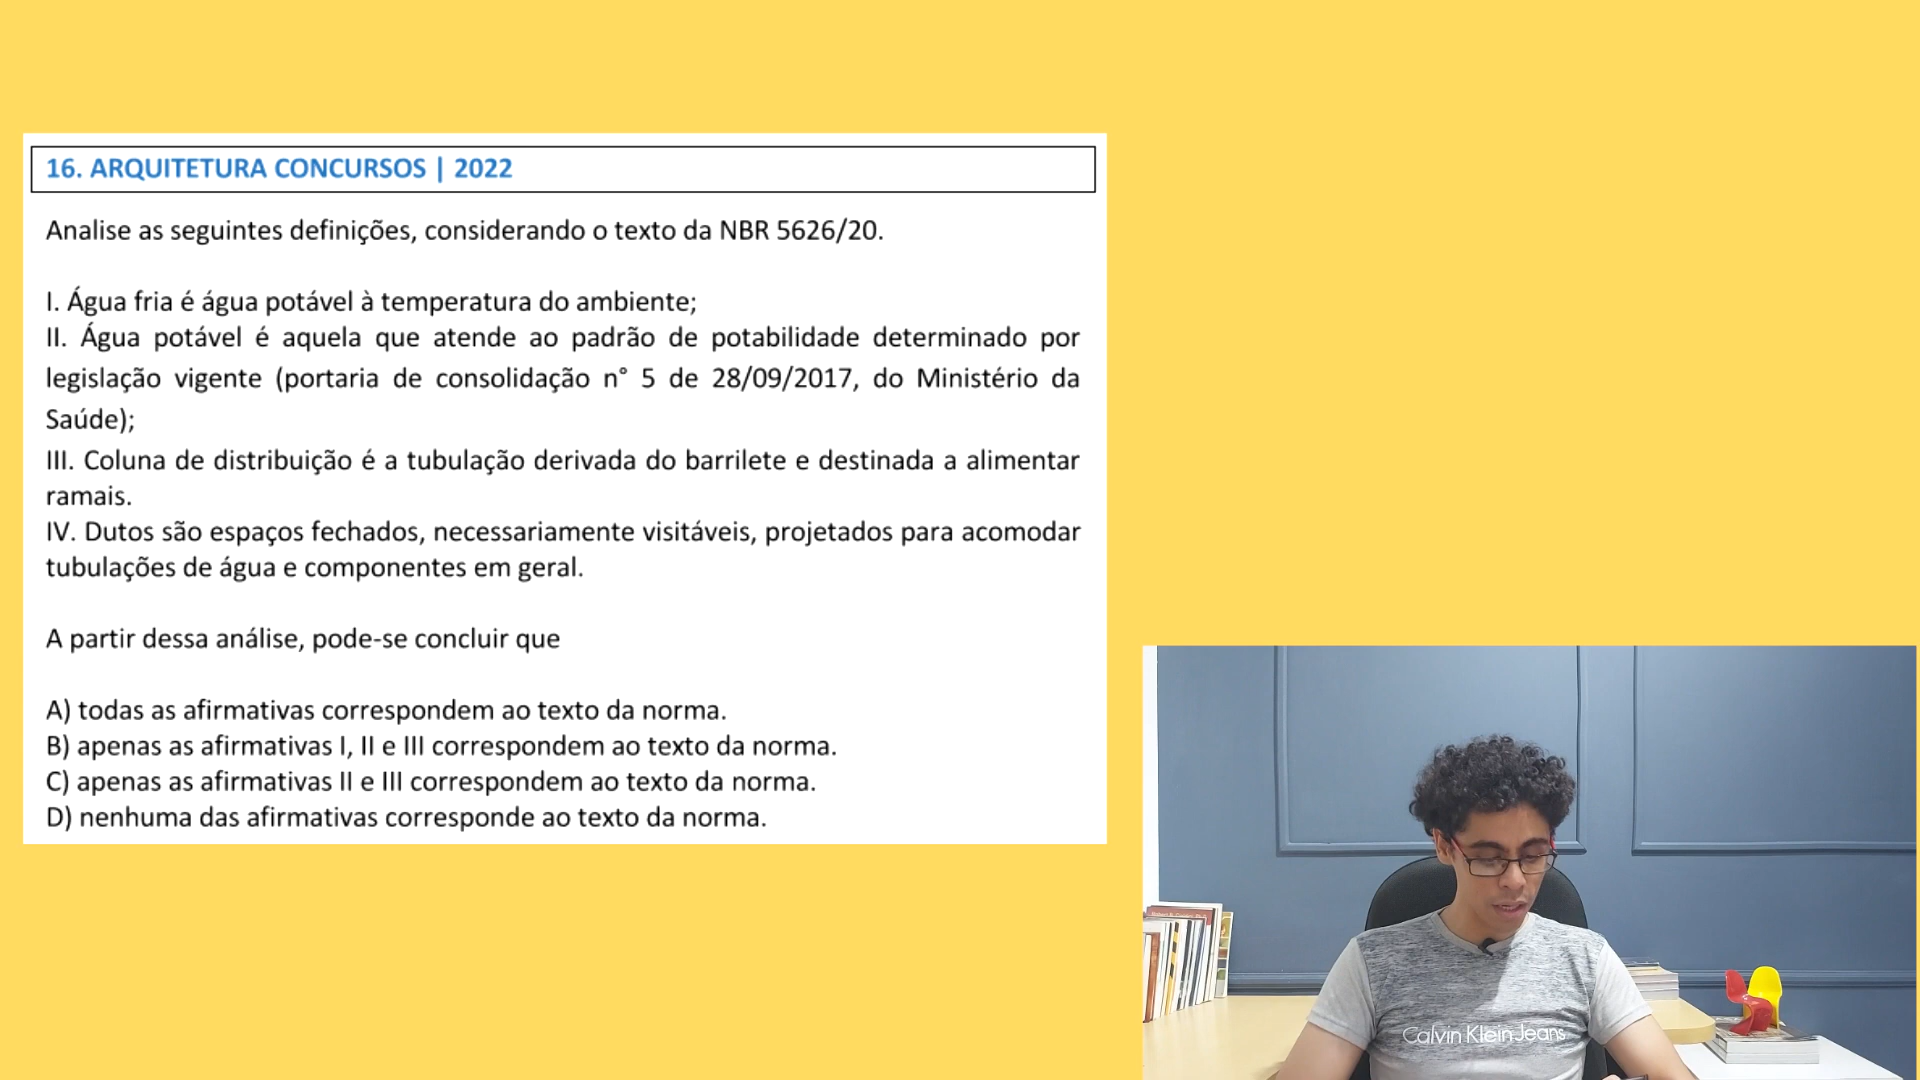 16. ARQUITETURA CONCURSOS | 2022
Analise as seguintes definições, considerando o texto da NBR 5626/20.
I. Água fria é água potável à temperatura do ambiente;
II. Água potável é aquela que atende ao padrão de potabilidade determinado por
legislação vigente (portaria de consolidação n° 5 de 28/09/2017, do Ministério da
Saúde);
III. Coluna de distribuição é a tubulação derivada do barrilete e destinada a alimentar
ramais.
IV. Dutos são espaços fechados, necessariamente visitáveis, projetados para acomodar
tubulações de água e componentes em geral.
A partir dessa análise, pode-se concluir que
A) todas as afirmativas correspondem ao texto da norma.
B) apenas as afirmativas I, II e III correspondem ao texto da norma.
C) apenas as afirmativas II e III correspondem ao texto da norma.
D) nenhuma das afirmativas corresponde ao texto da norma.
Calvin Klein Jeans